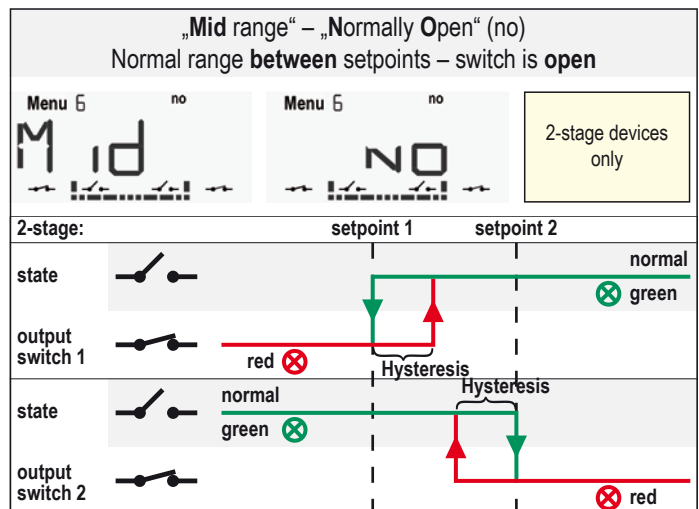 „Mid range“ – „Normally Open“ (no)
Normal range between setpoints – switch is open
Menu 6 no
Mid
Menu 6 no
NO
2-stage devices
only
2-stage: setpoint 1 setpoint 2
state normal
green
output
switch 1
red
Hysteresis
Hysteresis
state normal
green
output
switch 2
red